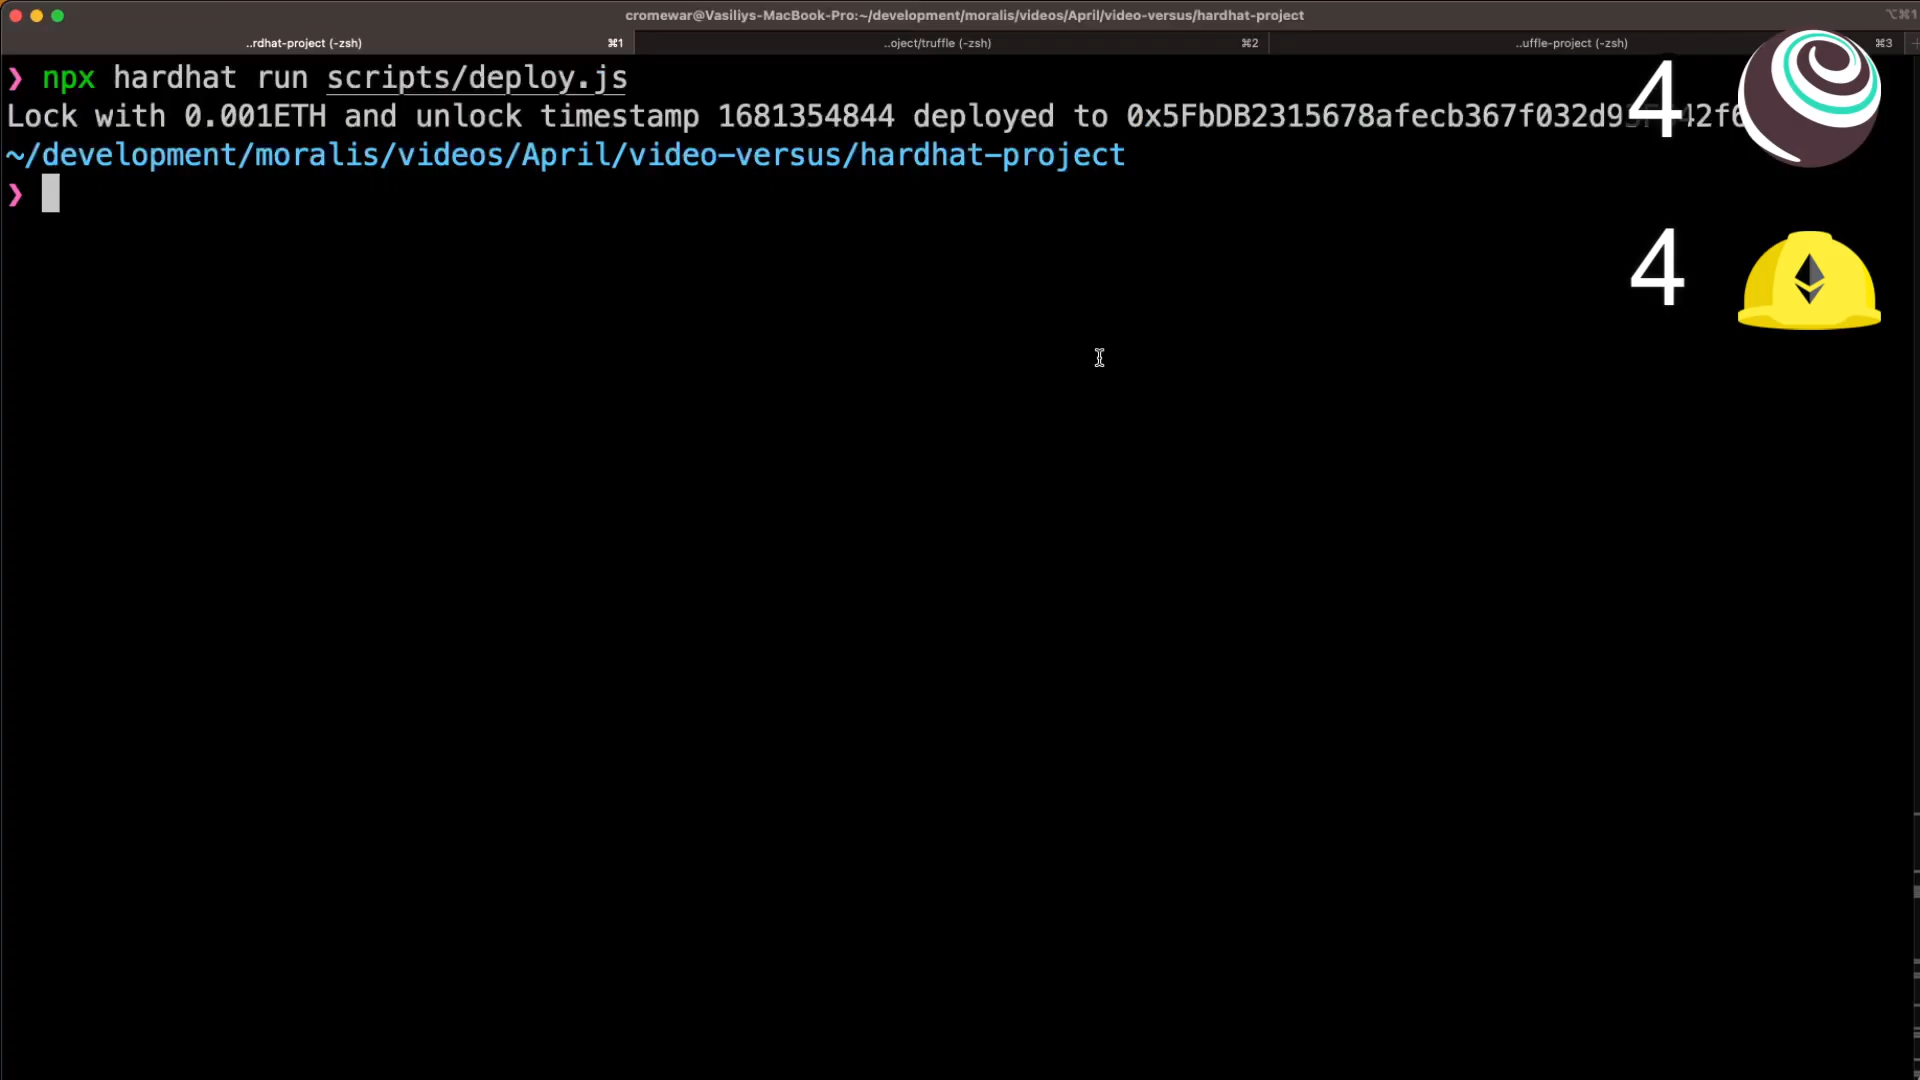 cromewar@Vasiliys-MacBook-Pro:~/development/moralis/videos/April/video-versus/hardhat-project
⌥⌘1
..rdhat-project (-zsh) ⌘1 ..oject/truffle (-zsh) ⌘2 ..uffle-project (-zsh) ⌘3
❯ npx hardhat run scripts/deploy.js
4
Lock with 0.001ETH and unlock timestamp 1681354844 deployed to
~/development/moralis/videos/April/video-versus/hardhat-project
❯
4